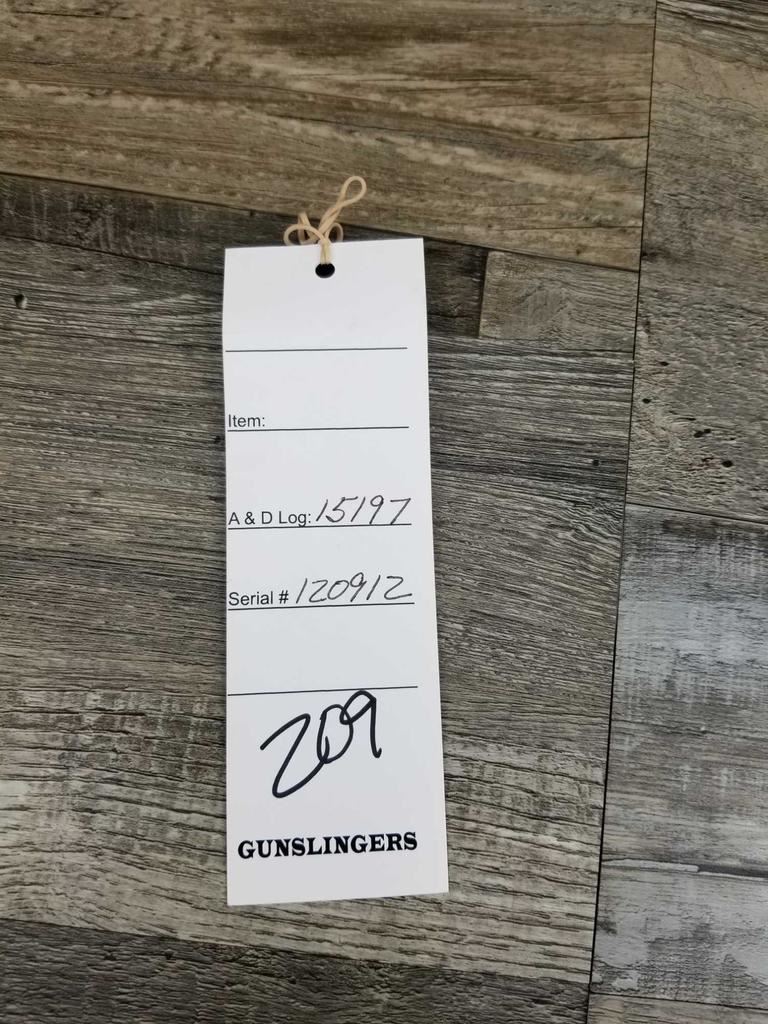 Item:
A & D Log: 15197
Serial # 120912
209
GUNSLINGERS